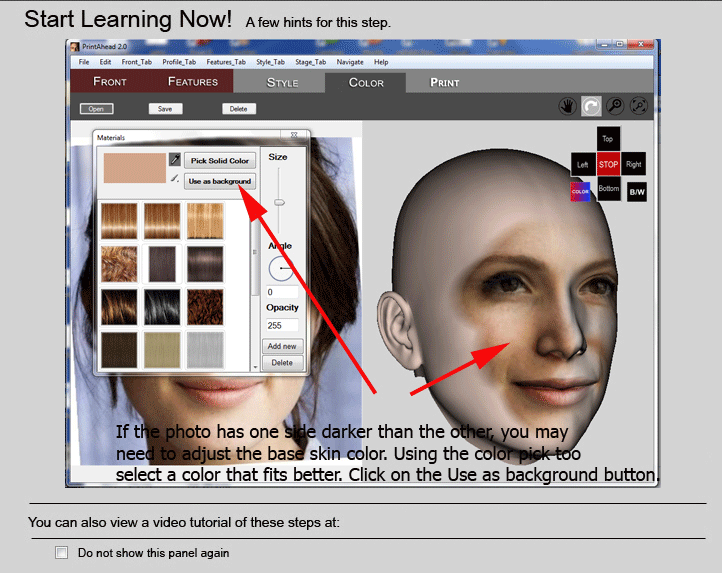 Start Learning Now! A few hints for this step.
PrintAhead 2.0
File Edit Front_Tab Profile_Tab Features_Tab Style_Tab Stage_Tab Navigate Help
FRONT FEATURES STYLE COLOR PRINT
Open Save Delete
Materials
Pick Solid Color
Use as background
Size
Angle
0
Opacity
255
Add new
Delete
Top
Left STOP Right
COLOR Bottom B/W
If the photo has one side darker than the other, you may
need to adjust the base skin color. Using the color pick too
select a color that fits better. Click on the Use as background button.
You can also view a video tutorial of these steps at:
Do not show this panel again